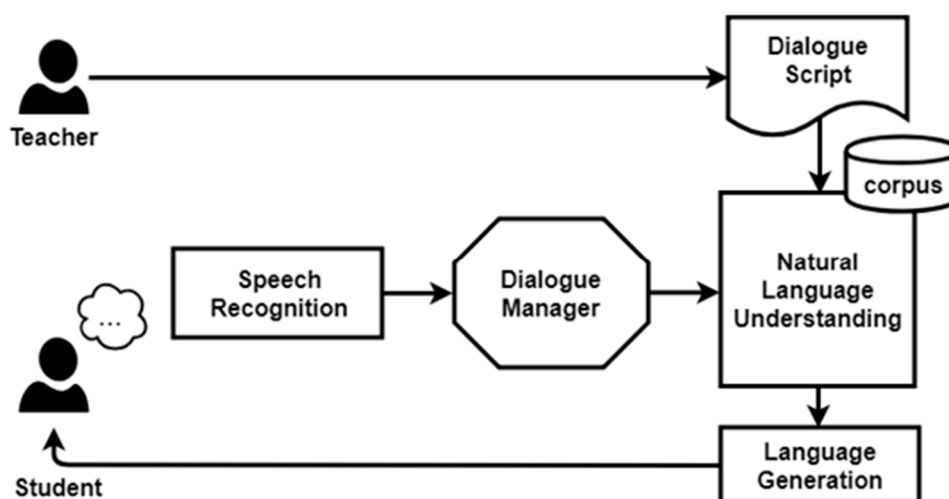 Dialogue
Script
Teacher
corpus
Speech
Recognition
Dialogue
Manager
Natural
Language
Understanding
...
Student
Language
Generation